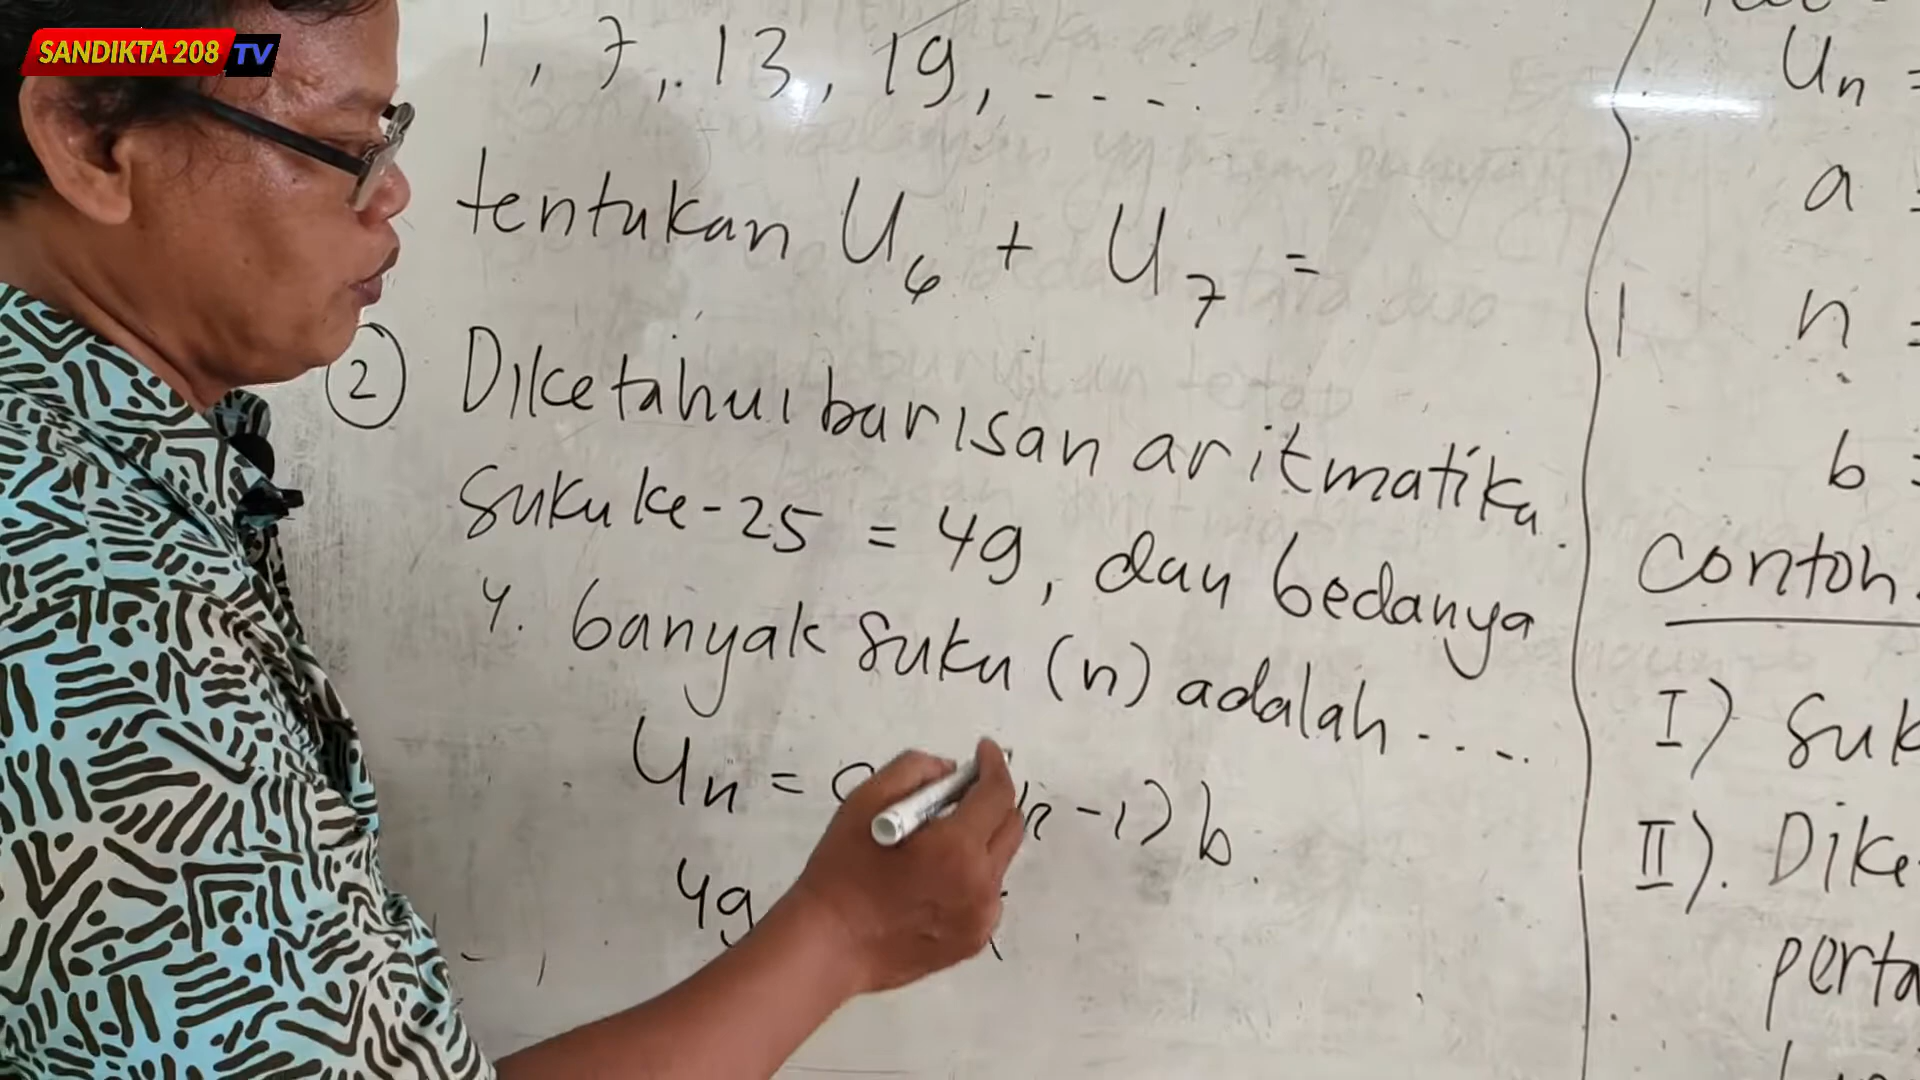 SANDIKTA 208 TV
1, 7, 13, 19, ....
tentukan U₆ + U₇ =
② Diketahui barisan aritmatika.
Suku ke-25 = 49, dan bedanya
4. banyak suku (n) adalah ....
Un = n-1) b
49
Un =
a
n =
b =
Contoh.
I) Suk
II). Dike
perta